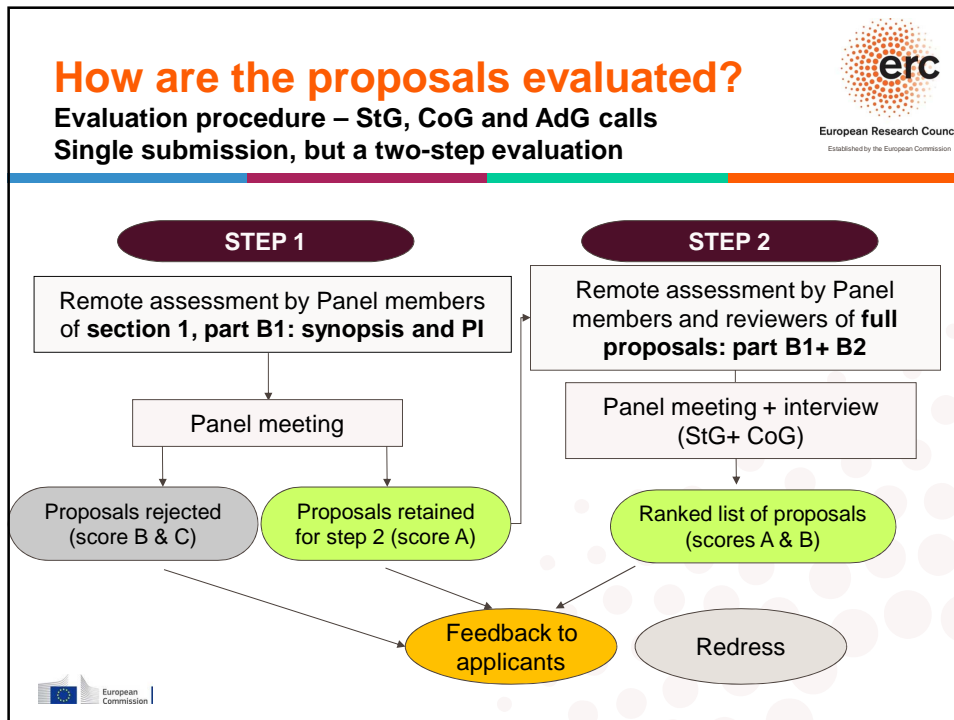 How are the proposals evaluated?
Evaluation procedure – StG, CoG and AdG calls
Single submission, but a two-step evaluation
erc
European Research Counc
Established by the European Commission
STEP 1
Remote assessment by Panel members
of section 1, part B1: synopsis and PI
Panel meeting
Proposals rejected
(score B & C)
Proposals retained
for step 2 (score A)
STEP 2
Remote assessment by Panel
members and reviewers of full
proposals: part B1+ B2
Panel meeting + interview
(StG+ CoG)
Ranked list of proposals
(scores A & B)
Feedback to
applicants
Redress
European
Commission